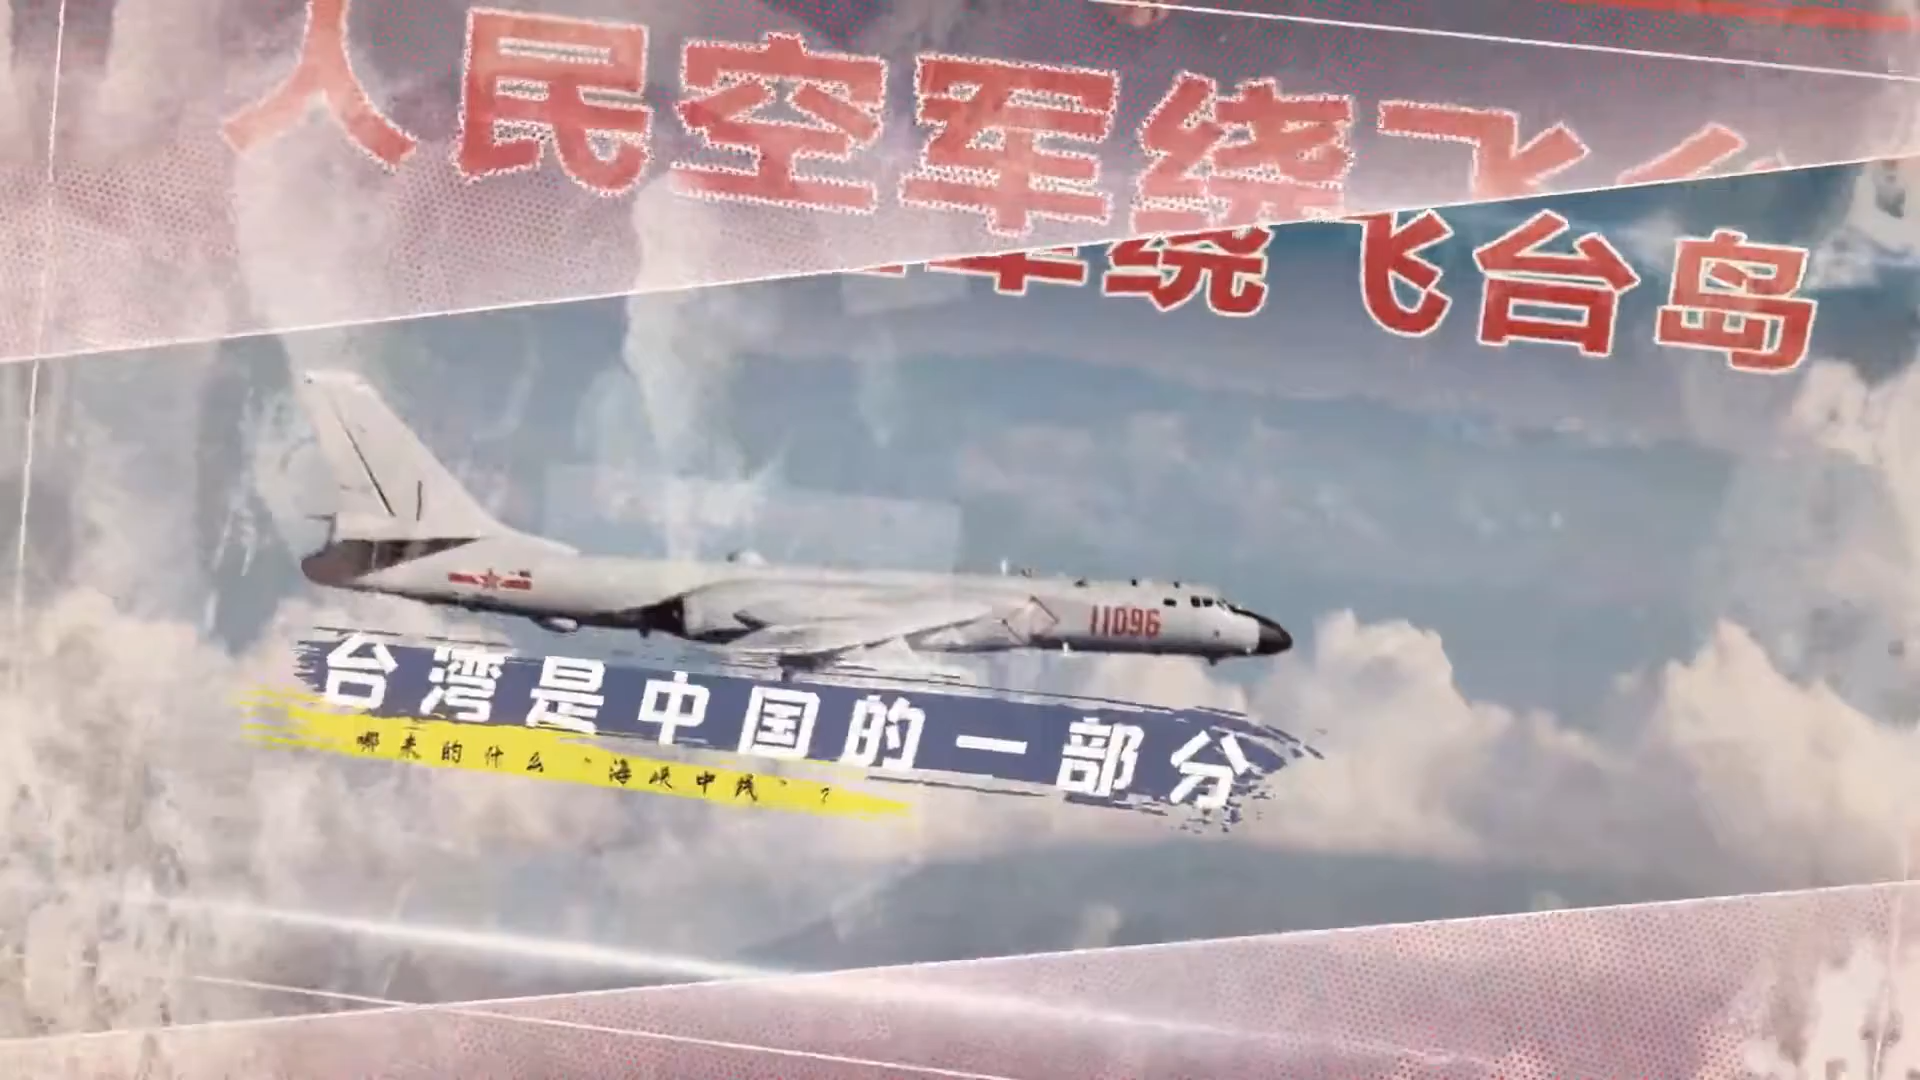 人民空军绕飞台
军绕飞台岛
11096
台湾是中国的一部分
哪来的什么“海峡中线”？